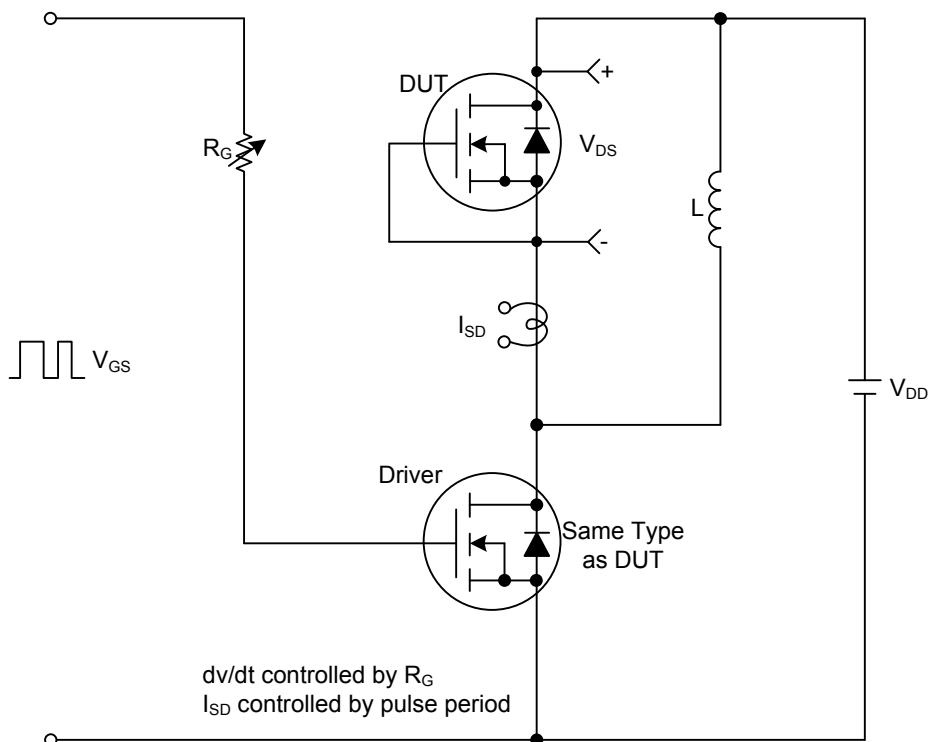 DUT
+
R_G
V_DS
L
-
I_SD
V_GS
V_DD
Driver
Same Type
as DUT
dv/dt controlled by R_G
I_SD controlled by pulse period